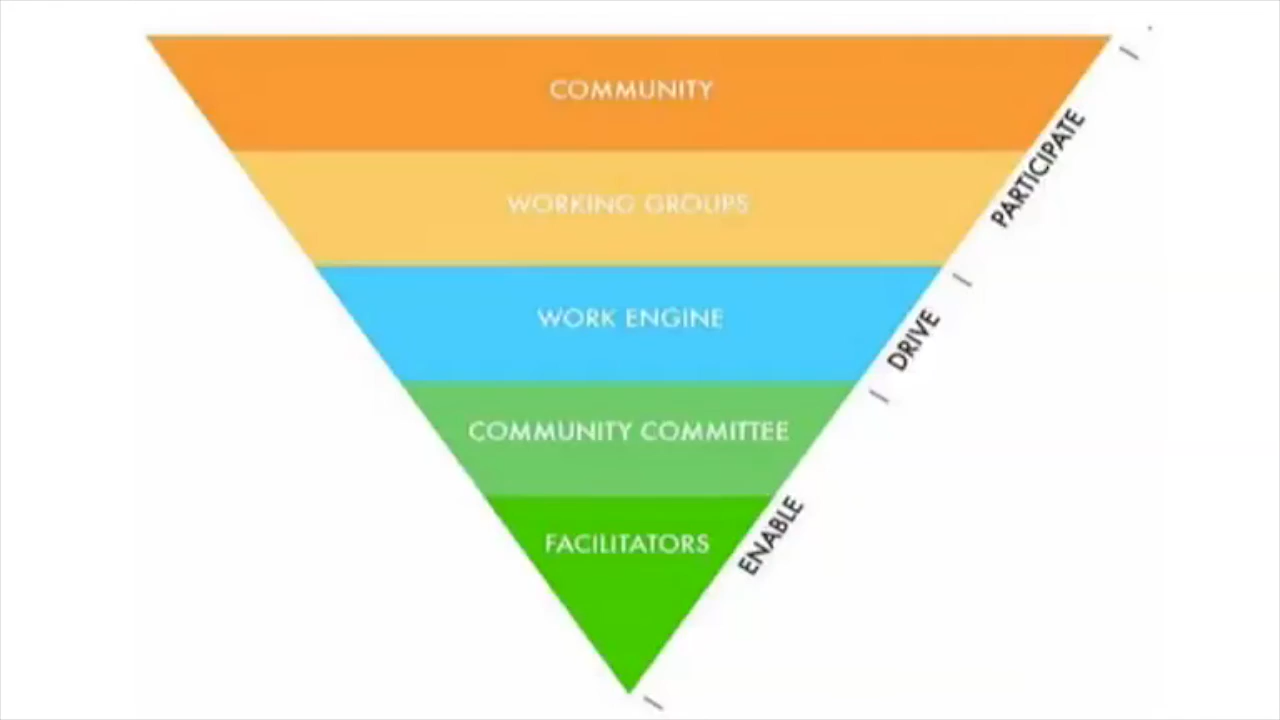 COMMUNITY
WORKING GROUPS
WORK ENGINE
COMMUNITY COMMITTEE
FACILITATORS
PARTICIPATE
DRIVE
ENABLE